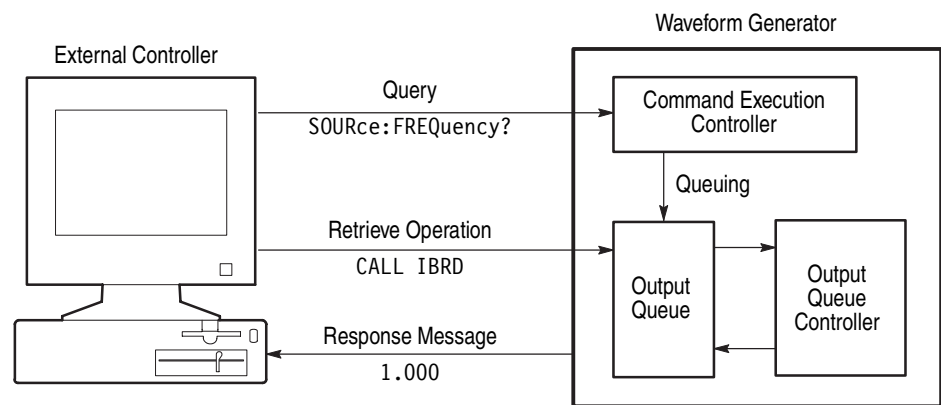 Waveform Generator
External Controller
Query
SOURce:FREQuency?
Command Execution
Controller
Queuing
Retrieve Operation
CALL IBRD
Output
Queue
Output
Queue
Controller
Response Message
1.000